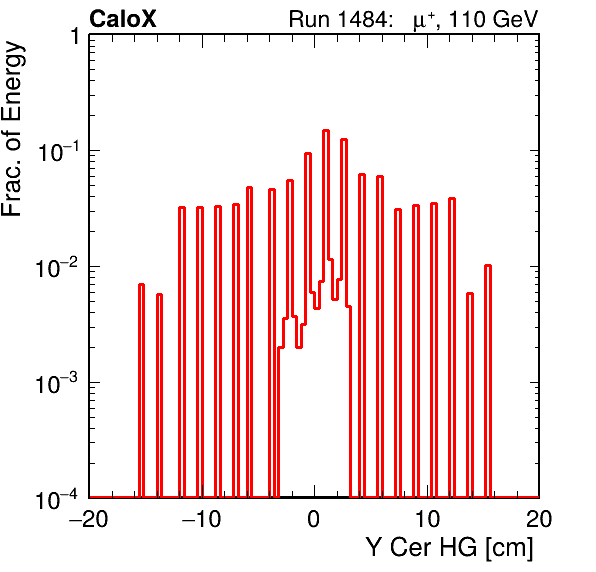 CaloX Run 1484: μ⁺, 110 GeV
Frac. of Energy
1
10⁻¹
10⁻²
10⁻³
10⁻⁴
−20 −10 0 10 20
Y Cer HG [cm]